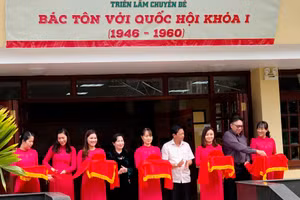 TRIỂN LÃM CHUYÊN ĐỀ
BÁC TÔN VỚI QUỐC HỘI KHÓA I
(1946 - 1960)